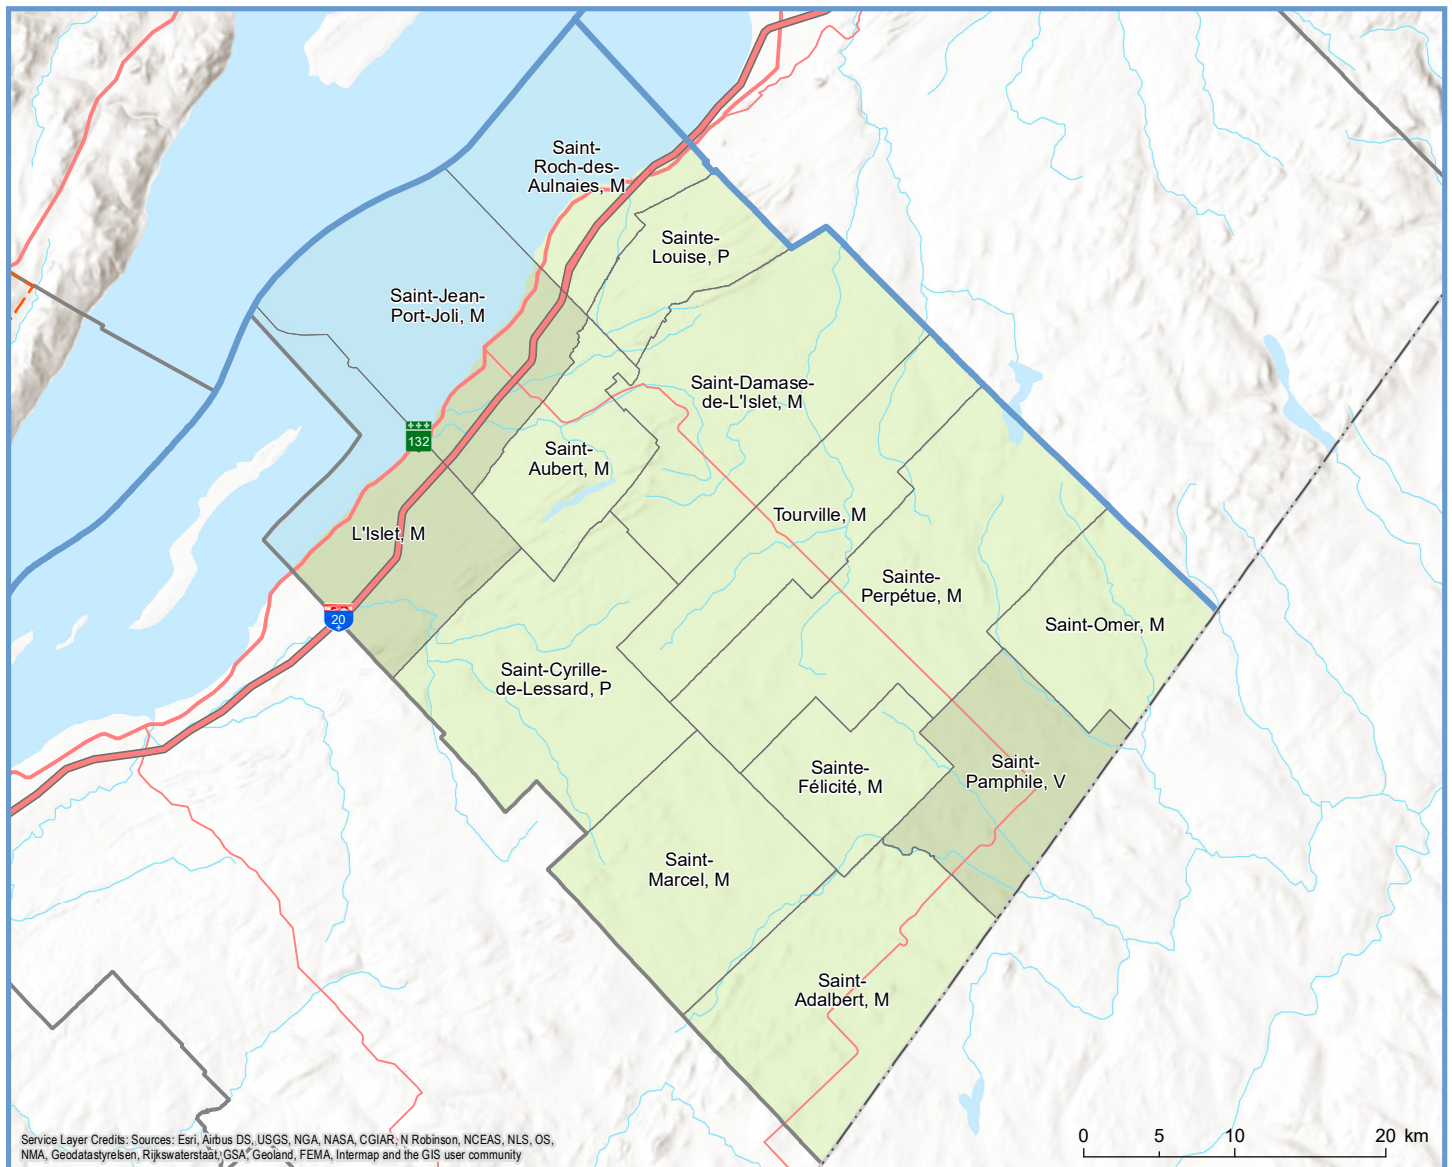 Saint-
Roch-des-
Aulnaies, M
Sainte-
Louise, P
Saint-Jean-
Port-Joli, M
Saint-Damase-
de-L'Islet, M
132
Saint-
Aubert, M
L'Islet, M
Tourville, M
Sainte-
Perpétue, M
20
Saint-Omer, M
Saint-Cyrille-
de-Lessard, P
Sainte-
Félicité, M
Saint-
Pamphile, V
Saint-
Marcel, M
Saint-
Adalbert, M
0 5 10 20 km
Service Layer Credits: Sources: Esri, Airbus DS, USGS, NGA, NASA, CGIAR, N Robinson, NCEAS, NLS, OS,
NMA, Geodatastyrelsen, Rijkswaterstaat, GSA, Geoland, FEMA, Intermap and the GIS user community